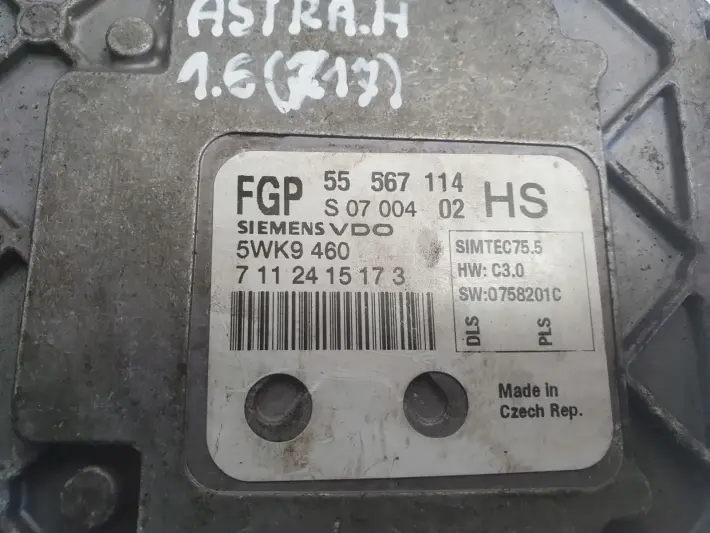 ASTRA.H
1.6 (Z17)
FGP 55 567 114 HS
S 07 004 02
SIEMENS VDO
5WK9 460
7 11 24 15 17 3
SIMTEC75.5
HW: C3.0
SW:0758201C
DLS
PLS
Made in
Czech Rep.